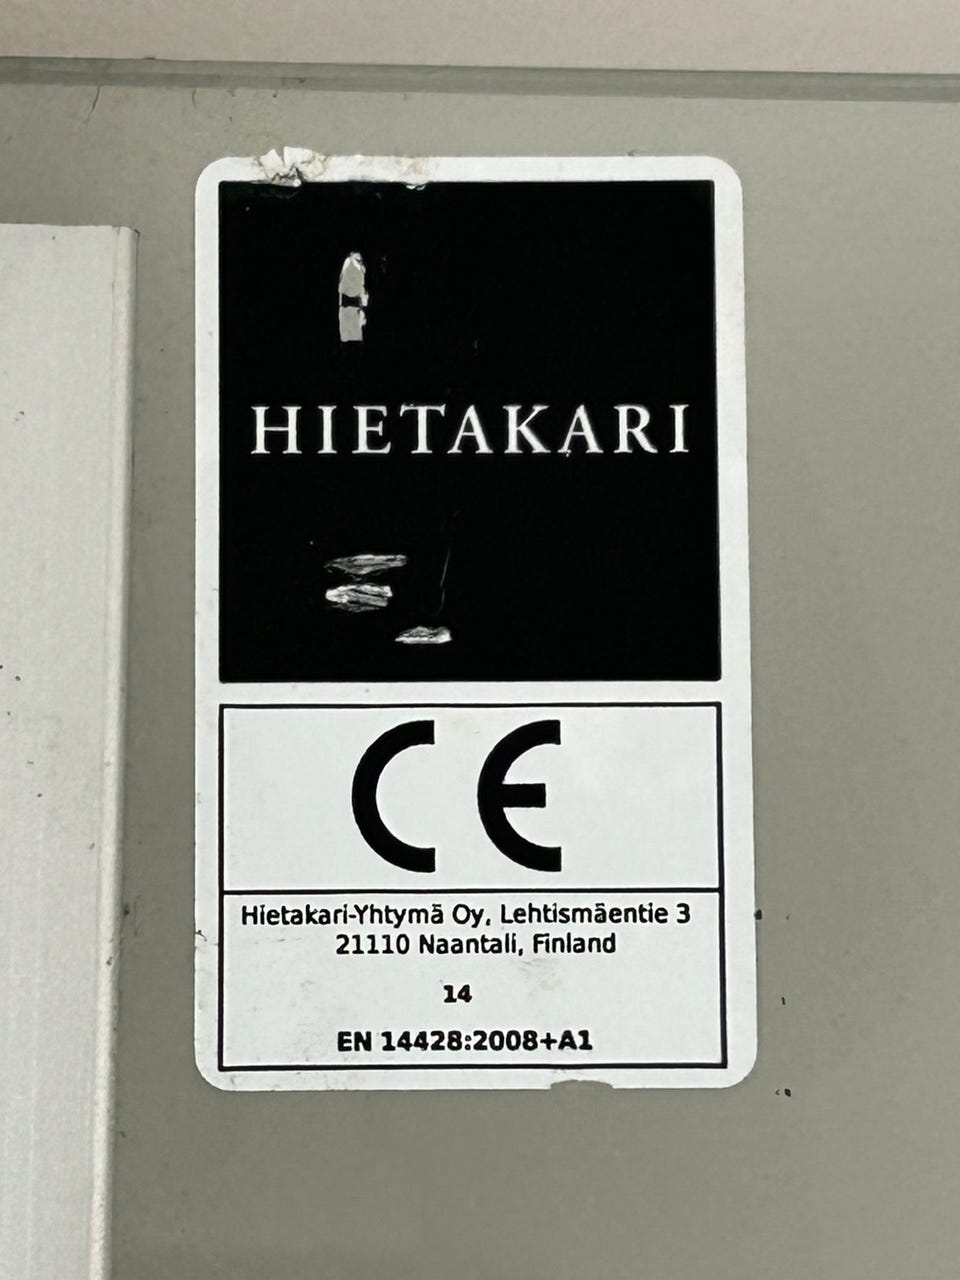 HIETAKARI
CE
Hietakari-Yhtymä Oy, Lehtismäentie 3
21110 Naantali, Finland
14
EN 14428:2008+A1